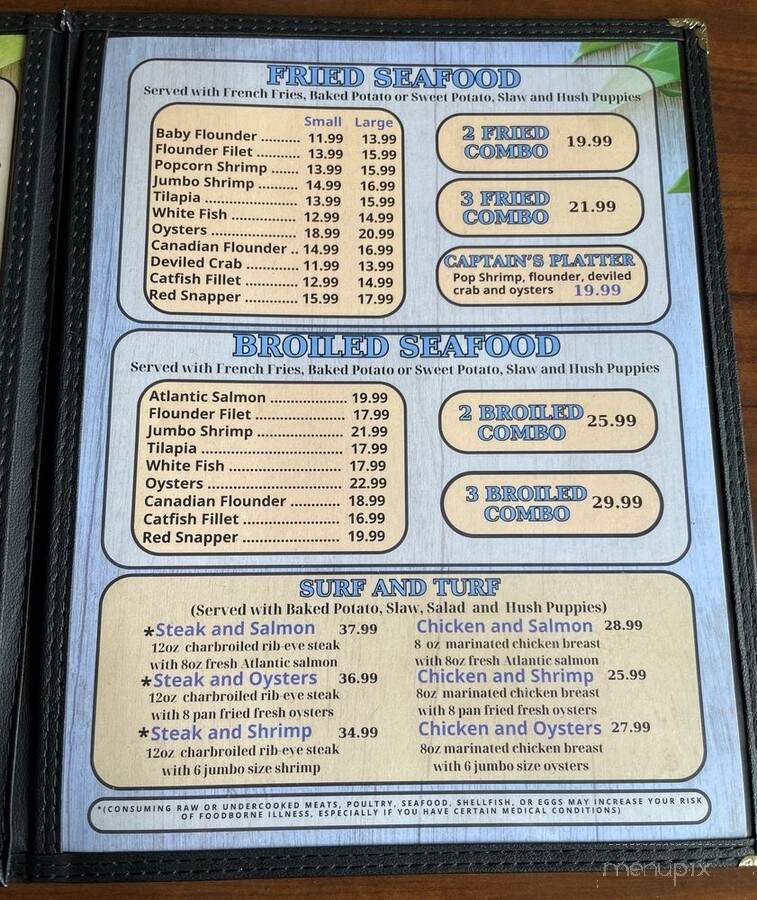 FRIED SEAFOOD
Served with French Fries, Baked Potato or Sweet Potato, Slaw and Hush Puppies
Small Large
Baby Flounder .......... 11.99 13.99
Flounder Filet ........... 13.99 15.99
Popcorn Shrimp ....... 13.99 15.99
Jumbo Shrimp .......... 14.99 16.99
Tilapia ........................ 13.99 15.99
White Fish ................. 12.99 14.99
Oysters ...................... 18.99 20.99
Canadian Flounder .. 14.99 16.99
Deviled Crab ............. 11.99 13.99
Catfish Fillet .............. 12.99 14.99
Red Snapper ............. 15.99 17.99
2 FRIED
COMBO 19.99
3 FRIED
COMBO 21.99
CAPTAIN'S PLATTER
Pop Shrimp, flounder, deviled
crab and oysters 19.99
BROILED SEAFOOD
Served with French Fries, Baked Potato or Sweet Potato, Slaw and Hush Puppies
Atlantic Salmon ................... 19.99
Flounder Filet ...................... 17.99
Jumbo Shrimp ..................... 21.99
Tilapia ................................... 17.99
White Fish ............................ 17.99
Oysters ................................. 22.99
Canadian Flounder .............. 18.99
Catfish Fillet ......................... 16.99
Red Snapper ........................ 19.99
2 BROILED
COMBO 25.99
3 BROILED
COMBO 29.99
SURF AND TURF
(Served with Baked Potato, Slaw, Salad and Hush Puppies)
*Steak and Salmon 37.99
12oz charbroiled rib-eye steak
with 8oz fresh Atlantic salmon
*Steak and Oysters 36.99
12oz charbroiled rib-eye steak
with 8 pan fried fresh oysters
*Steak and Shrimp 34.99
12oz charbroiled rib-eye steak
with 6 jumbo size shrimp
Chicken and Salmon 28.99
8 oz marinated chicken breast
with 8oz fresh Atlantic salmon
Chicken and Shrimp 25.99
8oz marinated chicken breast
with 8 pan fried fresh oysters
Chicken and Oysters 27.99
8oz marinated chicken breast
with 6 jumbo size oysters
*(CONSUMING RAW OR UNDERCOOKED MEATS, POULTRY, SEAFOOD, SHELLFISH, OR EGGS MAY INCREASE YOUR RISK
OF FOODBORNE ILLNESS, ESPECIALLY IF YOU HAVE CERTAIN MEDICAL CONDITIONS)
menupix